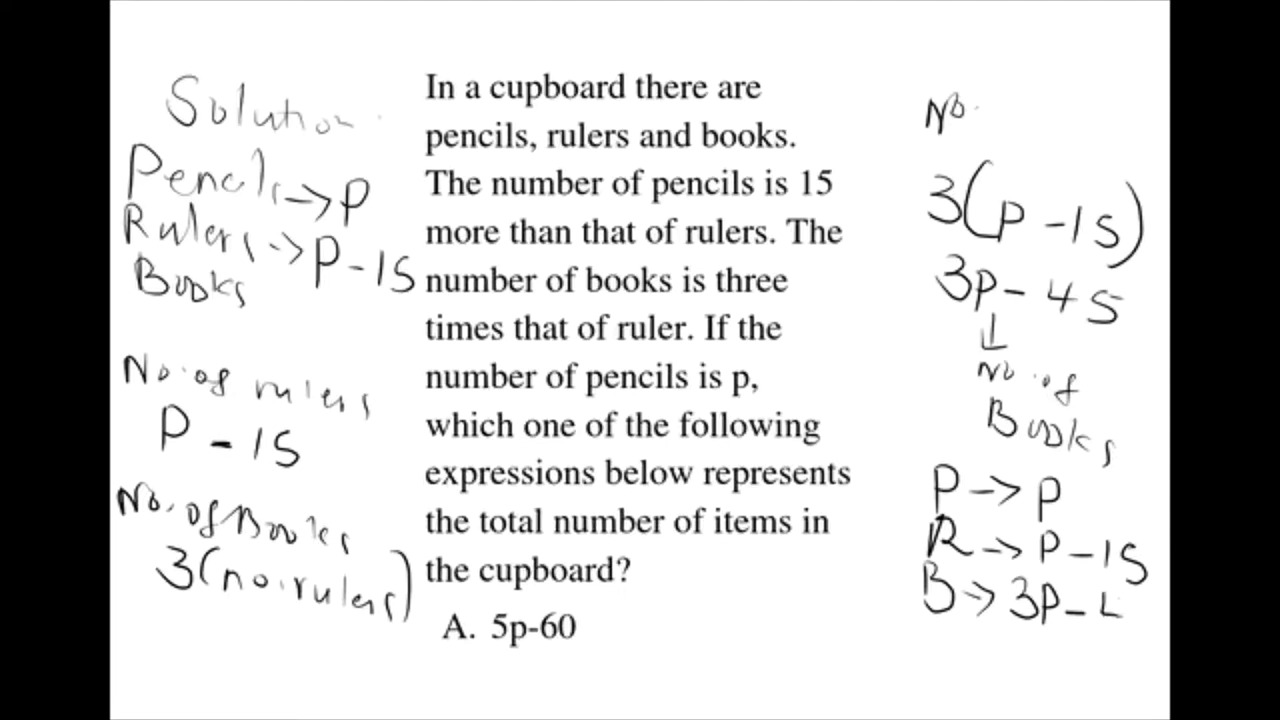 Solution
Pencils -> P
Rulers -> P - 15
Books
No. of rulers
P - 15
No. of Books
3(no. rulers)
In a cupboard there are
pencils, rulers and books.
The number of pencils is 15
more than that of rulers. The
number of books is three
times that of ruler. If the
number of pencils is p,
which one of the following
expressions below represents
the total number of items in
the cupboard?
A. 5p-60
No.
3(P - 15)
3P - 45
↓
No. of
Books
P -> P
R -> P - 15
B -> 3P -